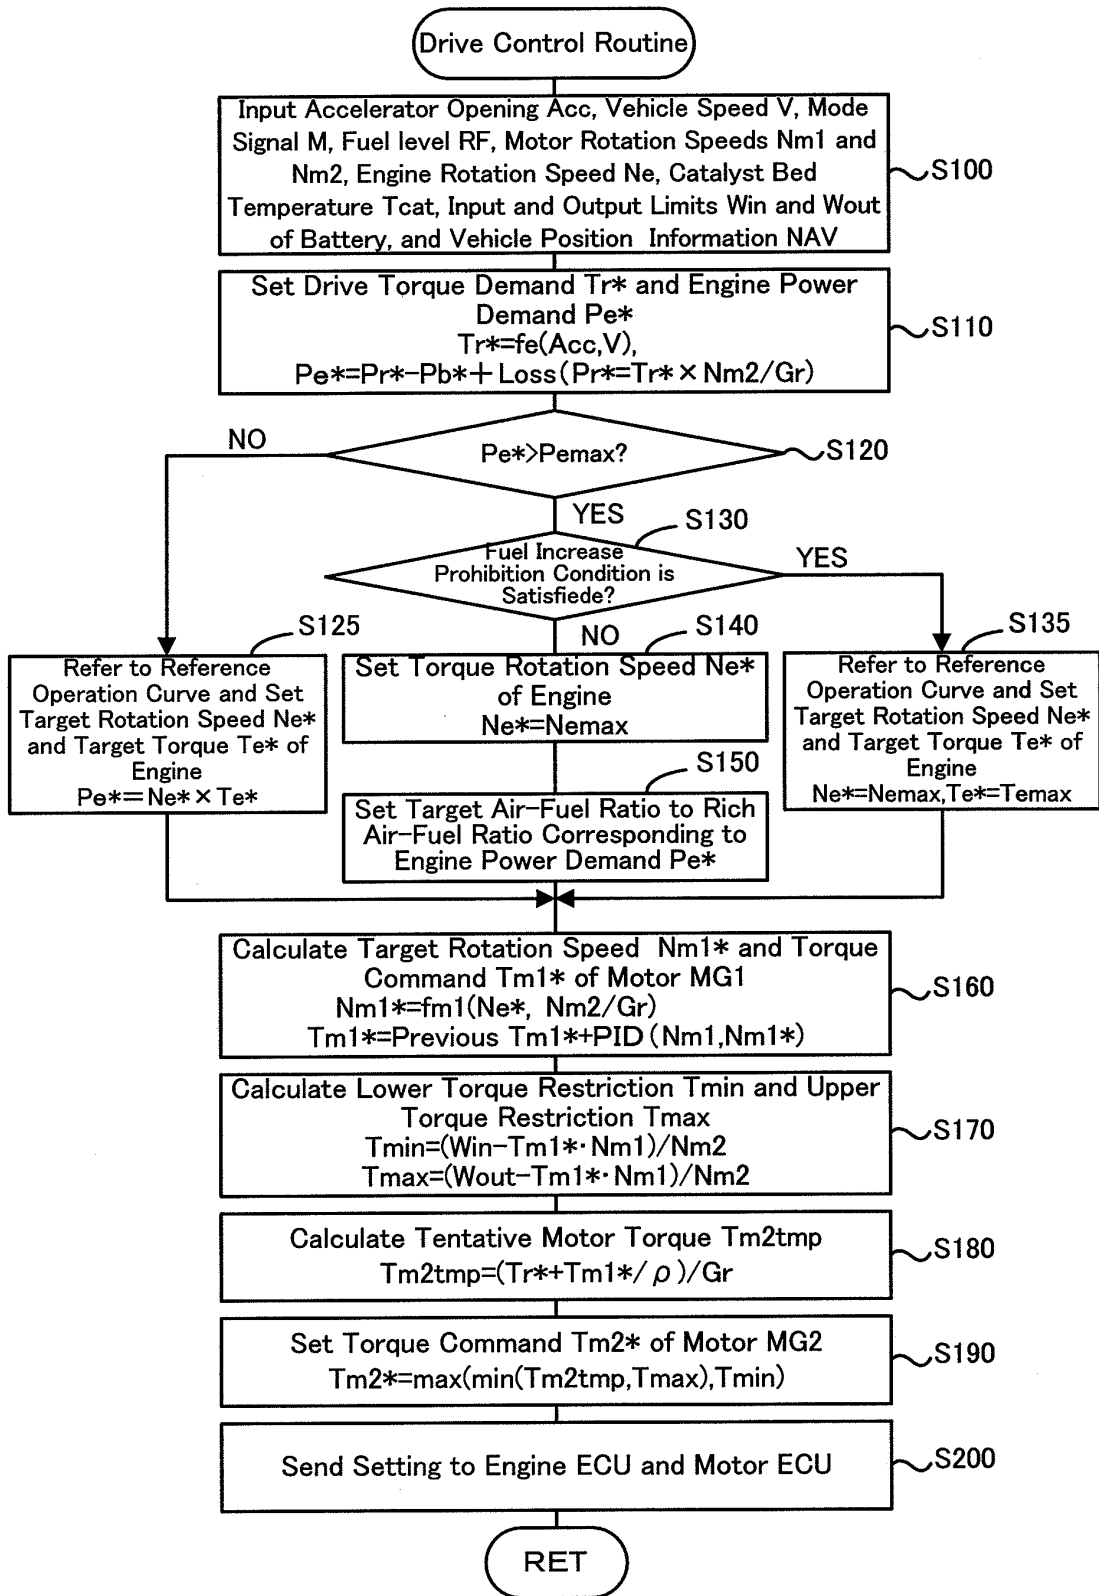 Drive Control Routine
Input Accelerator Opening Acc, Vehicle Speed V, Mode
Signal M, Fuel level RF, Motor Rotation Speeds Nm1 and
Nm2, Engine Rotation Speed Ne, Catalyst Bed
Temperature Tcat, Input and Output Limits Win and Wout
of Battery, and Vehicle Position Information NAV
S100
Set Drive Torque Demand Tr* and Engine Power
Demand Pe*
Tr*=fe(Acc,V),
Pe*=Pr*-Pb*+Loss(Pr*=Tr*×Nm2/Gr)
S110
NO
Pe*>Pemax?
S120
YES
S130
Fuel Increase
Prohibition Condition is
Satisfiede?
YES
NO
S125
Refer to Reference
Operation Curve and Set
Target Rotation Speed Ne*
and Target Torque Te* of
Engine
Pe*=Ne*×Te*
S140
Set Torque Rotation Speed Ne*
of Engine
Ne*=Nemax
S150
Set Target Air-Fuel Ratio to Rich
Air-Fuel Ratio Corresponding to
Engine Power Demand Pe*
S135
Refer to Reference
Operation Curve and Set
Target Rotation Speed Ne*
and Target Torque Te* of
Engine
Ne*=Nemax,Te*=Temax
Calculate Target Rotation Speed Nm1* and Torque
Command Tm1* of Motor MG1
Nm1*=fm1(Ne*, Nm2/Gr)
Tm1*=Previous Tm1*+PID(Nm1,Nm1*)
S160
Calculate Lower Torque Restriction Tmin and Upper
Torque Restriction Tmax
Tmin=(Win-Tm1*·Nm1)/Nm2
Tmax=(Wout-Tm1*·Nm1)/Nm2
S170
Calculate Tentative Motor Torque Tm2tmp
Tm2tmp=(Tr*+Tm1*/ρ)/Gr
S180
Set Torque Command Tm2* of Motor MG2
Tm2*=max(min(Tm2tmp,Tmax),Tmin)
S190
Send Setting to Engine ECU and Motor ECU
S200
RET